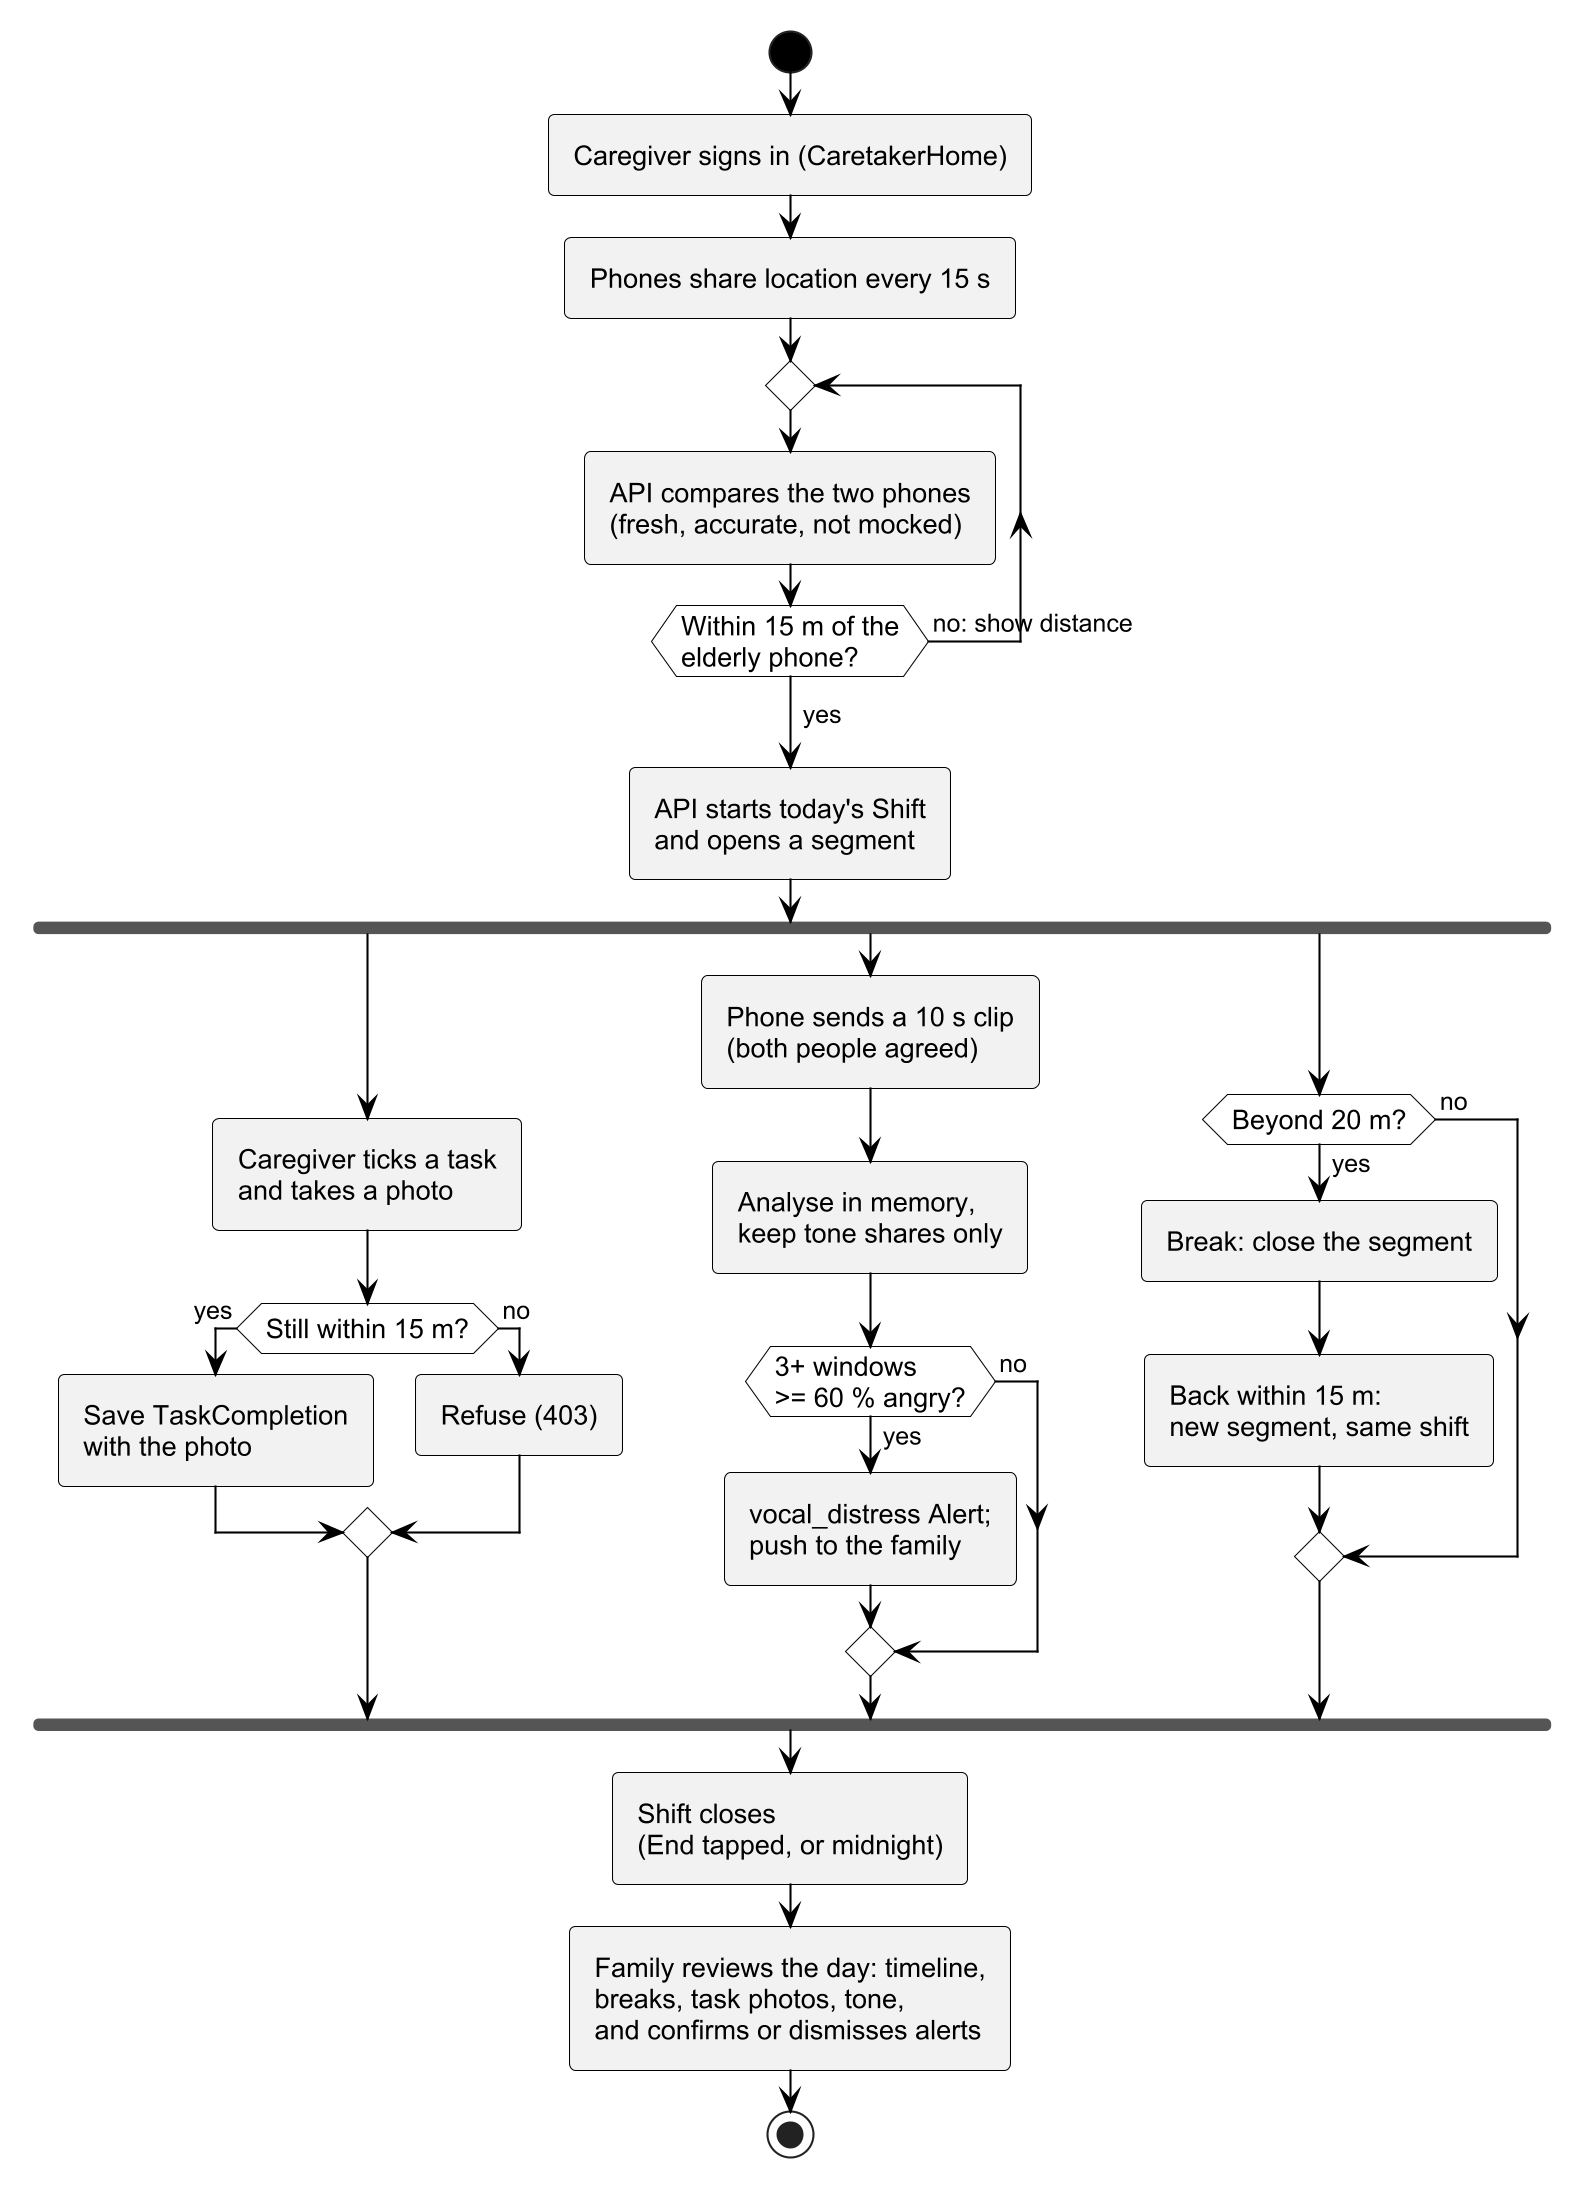 Caregiver signs in (CaretakerHome)
Phones share location every 15 s
API compares the two phones
(fresh, accurate, not mocked)
Within 15 m of the
elderly phone?
no: show distance
yes
API starts today's Shift
and opens a segment
Caregiver ticks a task
and takes a photo
Still within 15 m?
yes
no
Save TaskCompletion
with the photo
Refuse (403)
Phone sends a 10 s clip
(both people agreed)
Analyse in memory,
keep tone shares only
3+ windows
>= 60 % angry?
no
yes
vocal_distress Alert;
push to the family
Beyond 20 m?
no
yes
Break: close the segment
Back within 15 m:
new segment, same shift
Shift closes
(End tapped, or midnight)
Family reviews the day: timeline,
breaks, task photos, tone,
and confirms or dismisses alerts